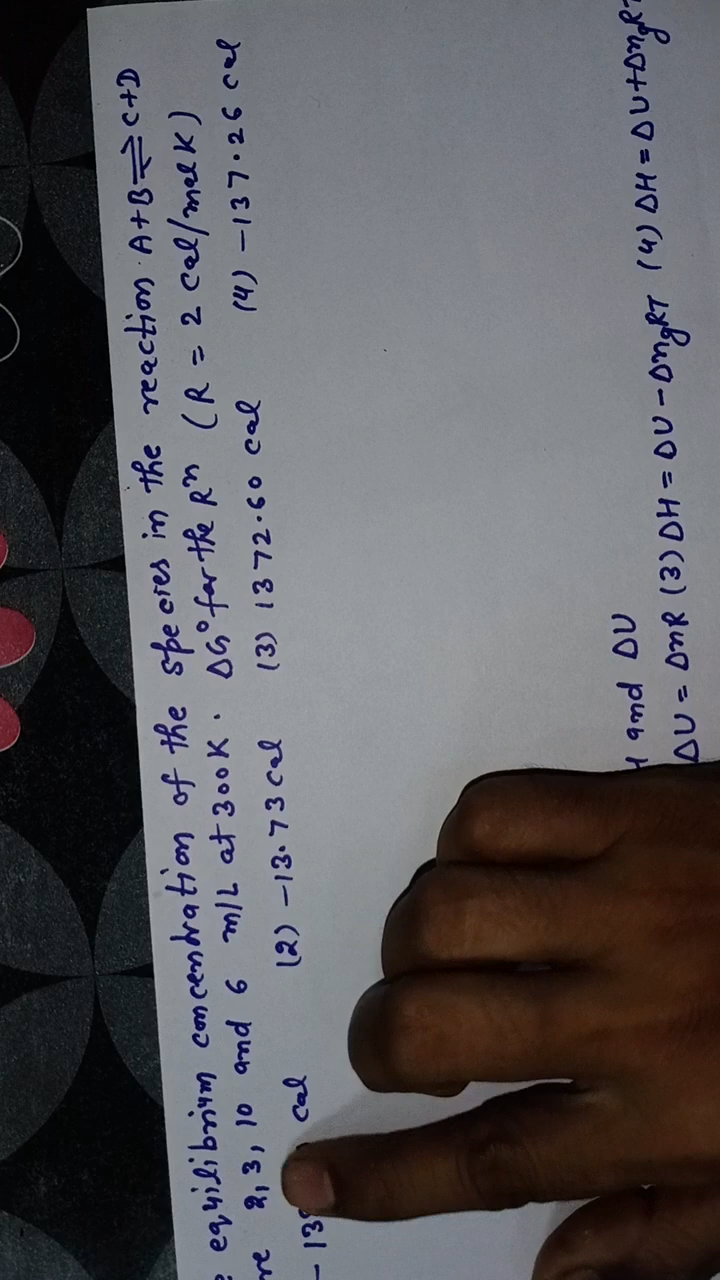 equilibrium concentration of the species in the reaction. A+B⇌C+D
2,3,10 and 6 m/L at 300K. ΔG° for the Rⁿ (R = 2 Cal/mol K)
cal (2) -13.73 cal (3) 1372.60 cal (4) -137.26 cal
and ΔU
ΔU = ΔnR (3) ΔH = ΔU - ΔngRT (4) ΔH = ΔU+ΔngRT